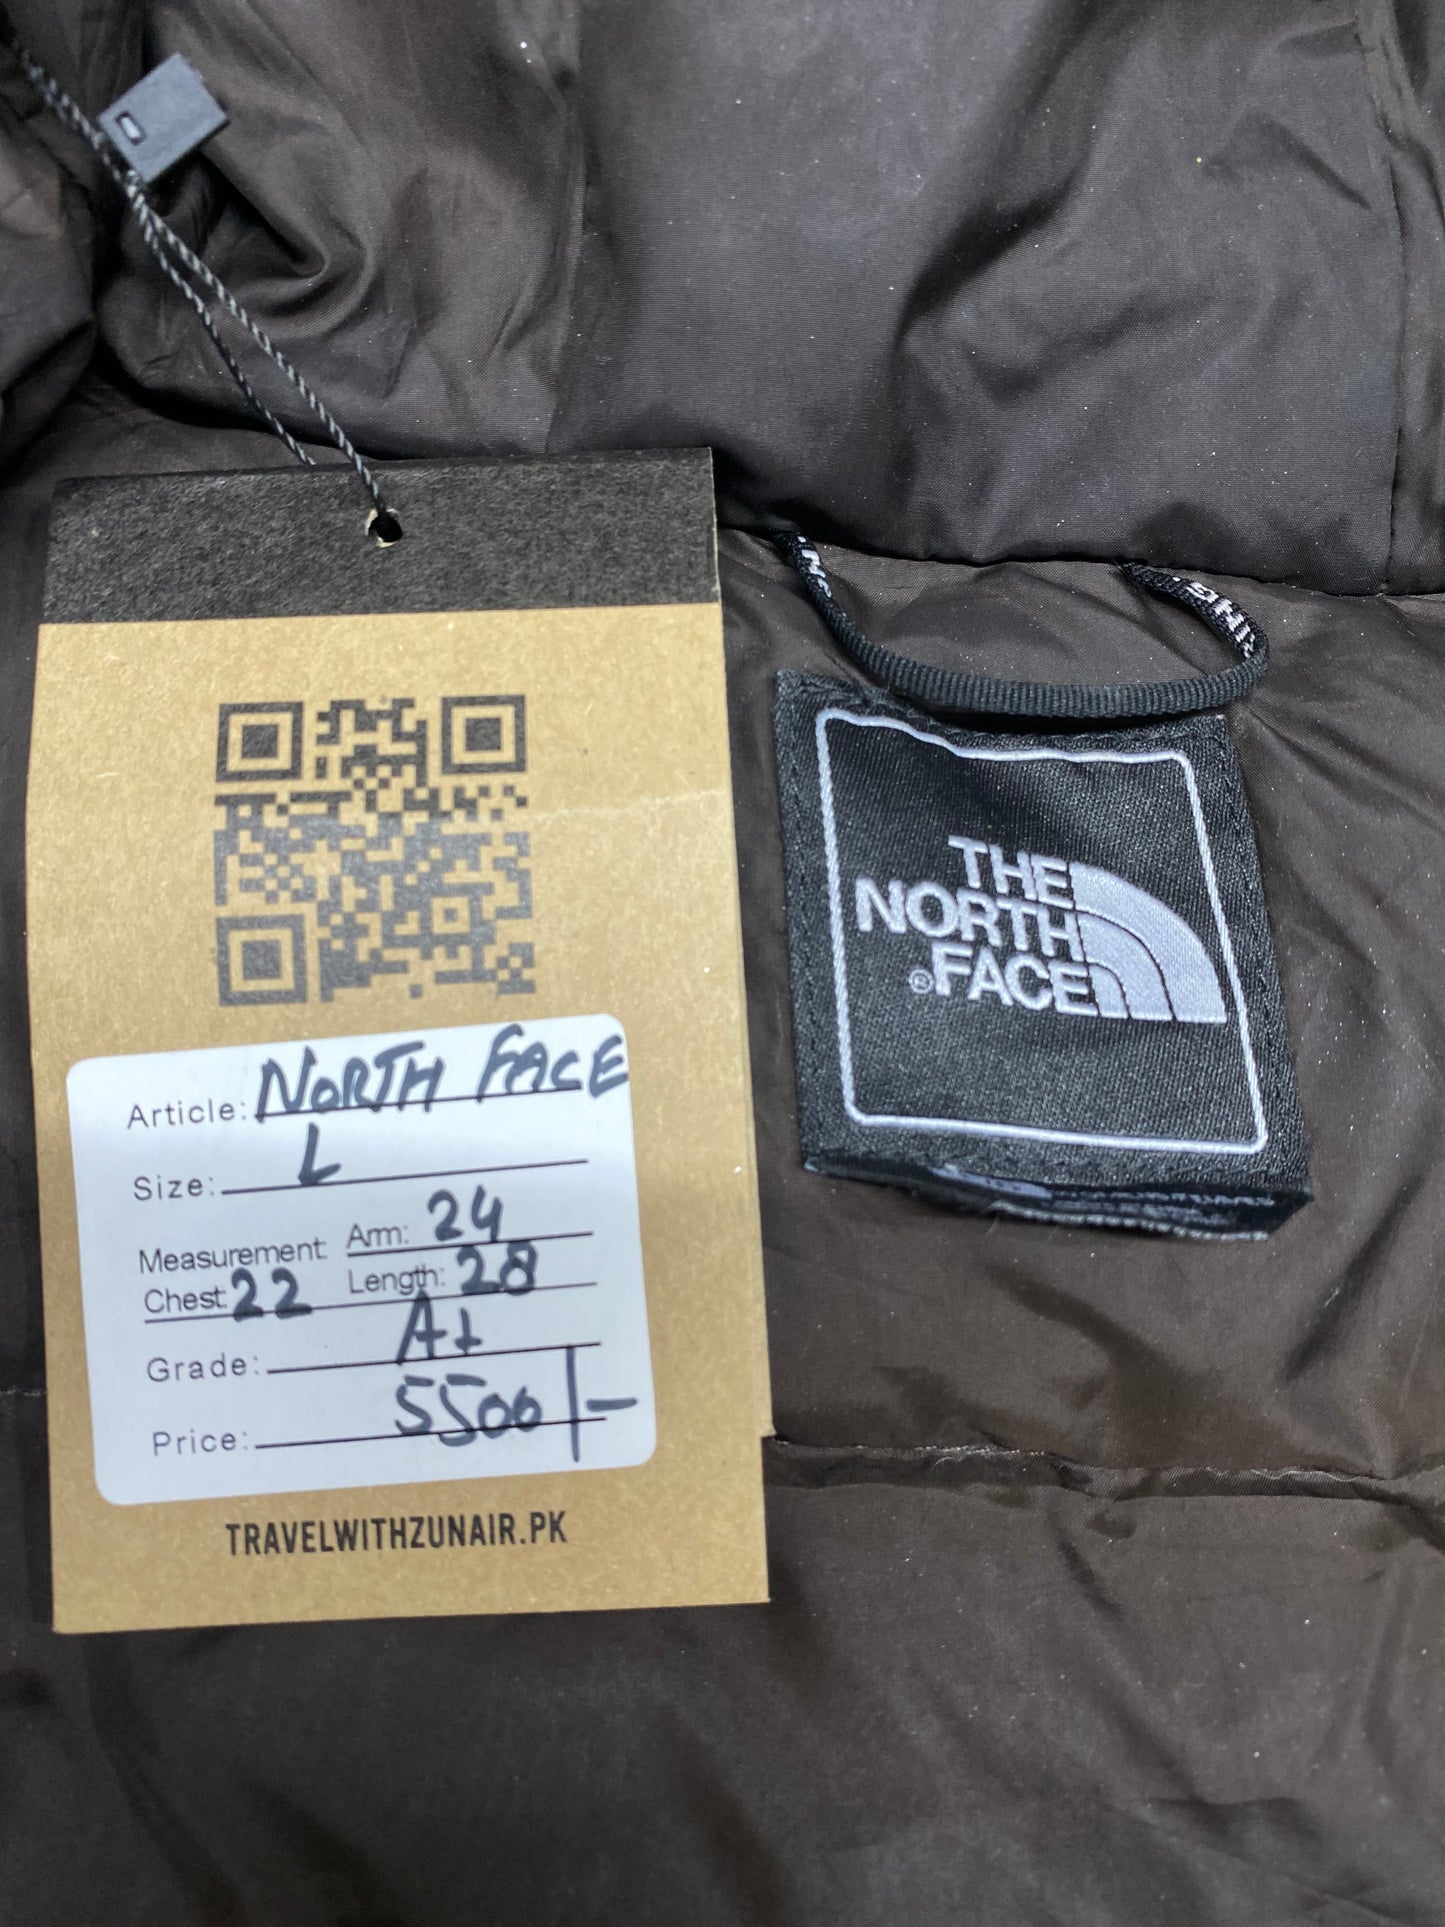 Article: NORTH FACE
Size: L
Measurement: Arm: 24
Chest: 22 Length: 28
Grade: A+
Price: 5500/-
TRAVELWITHZUNAIR.PK
THE
NORTH
FACE
®